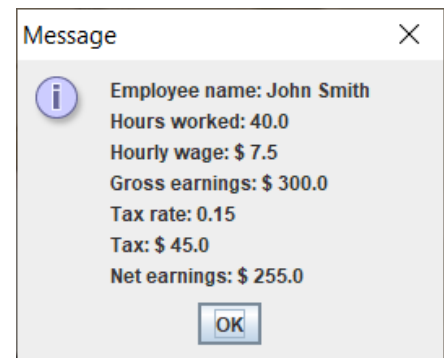 Message
Employee name: John Smith
Hours worked: 40.0
Hourly wage: $ 7.5
Gross earnings: $ 300.0
Tax rate: 0.15
Tax: $ 45.0
Net earnings: $ 255.0
OK